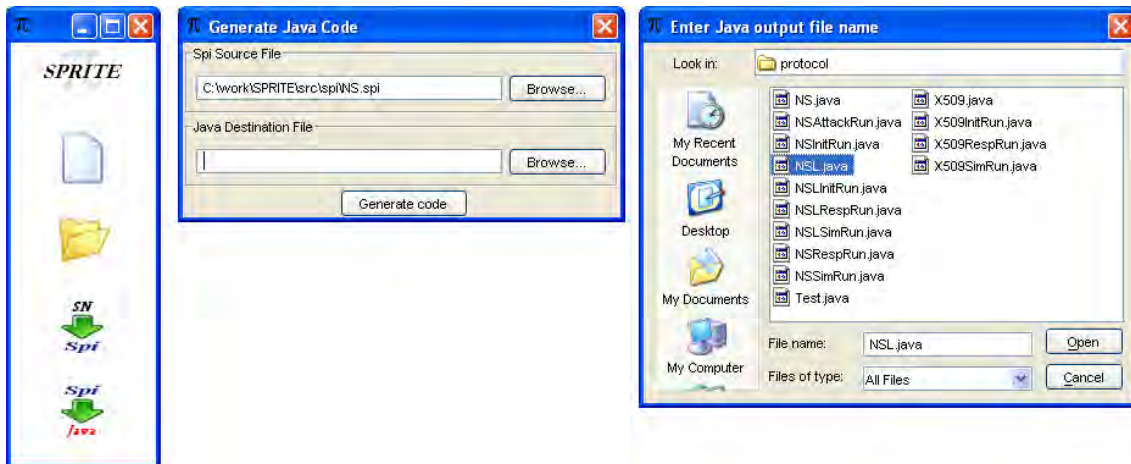 π
SPRITE
SN
Spi
Spi
Java
π Generate Java Code
Spi Source File
C:\work\SPRITE\src\spi\NS.spi
Browse...
Java Destination File
Browse...
Generate code
π Enter Java output file name
Look in:
protocol
My Recent
Documents
Desktop
My Documents
My Computer
NS.java
NSAttackRun.java
NSInitRun.java
NSL.java
NSLInitRun.java
NSLRespRun.java
NSLSimRun.java
NSRespRun.java
NSSimRun.java
Test.java
X509.java
X509InitRun.java
X509RespRun.java
X509SimRun.java
File name:
NSL.java
Open
Files of type:
All Files
Cancel